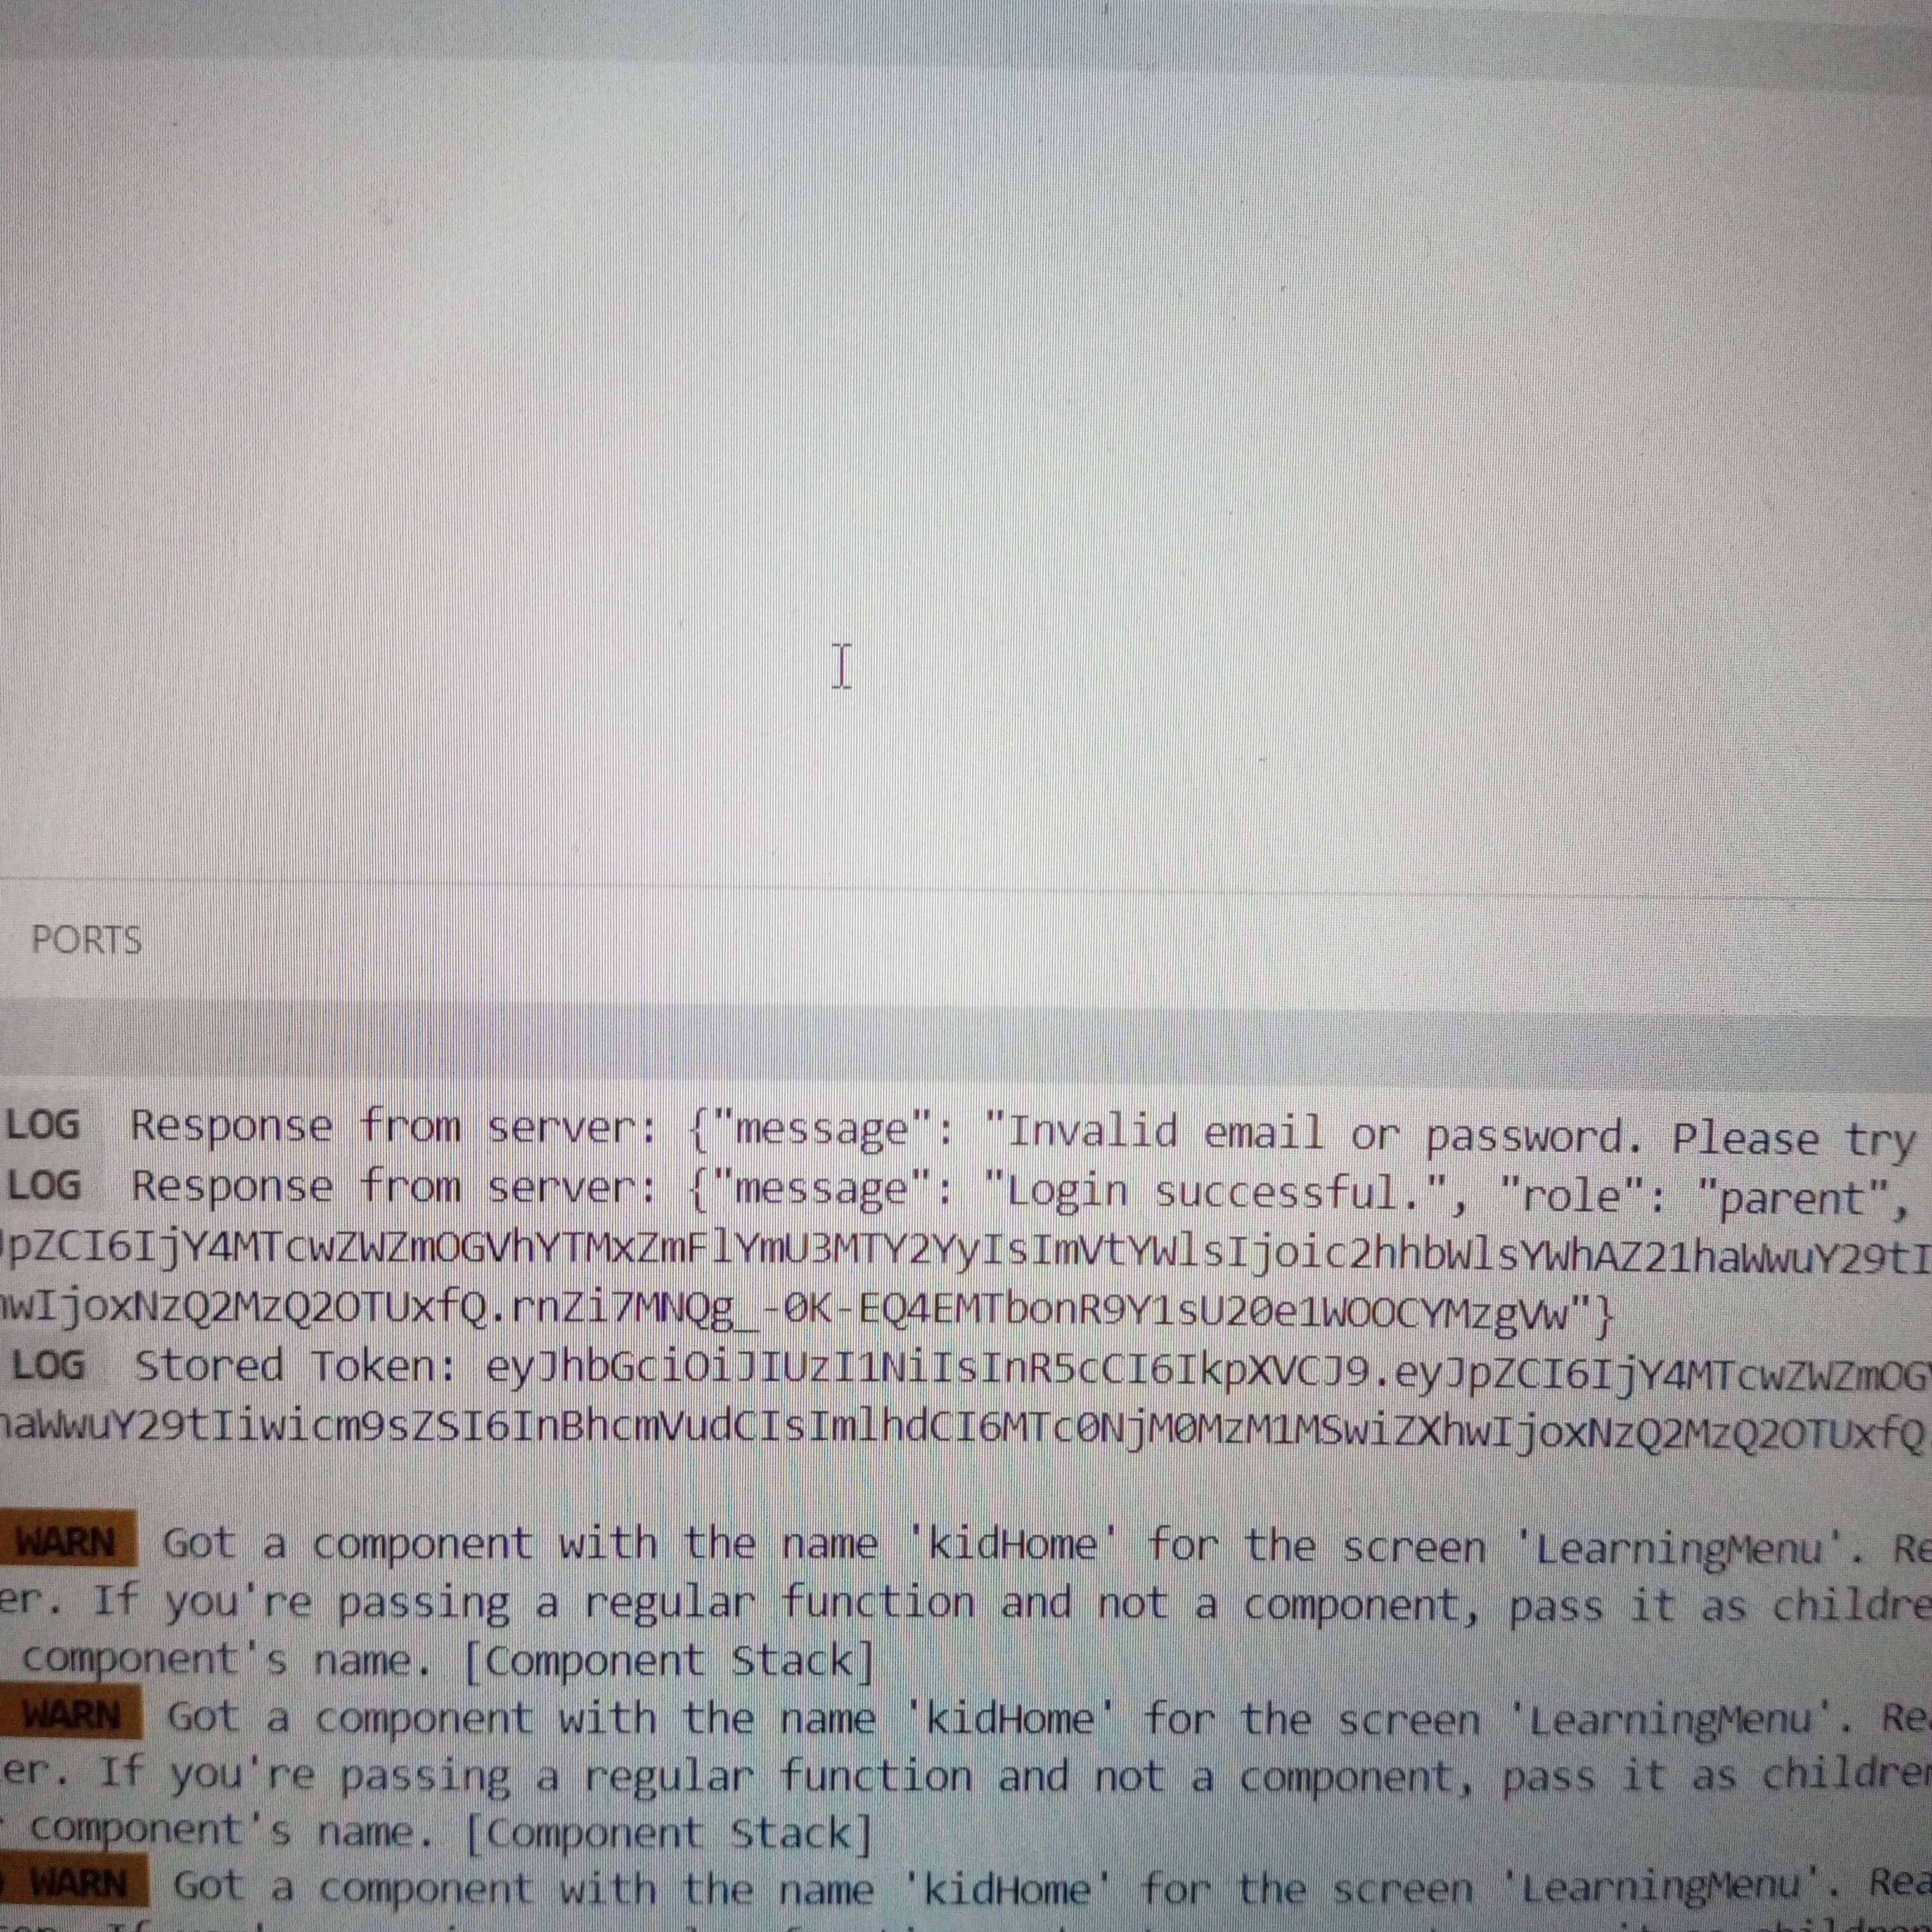 PORTS
LOG Response from server: {"message": "Invalid email or password. Please try
LOG Response from server: {"message": "Login successful.", "role": "parent",
pZCI6IjY4MTcwZWZmOGVhYTMxZmFlYmU3MTY2YyIsImVtYWlsIjoic2hhbWlsYWhAZ21haWwuY29tI
wIjoxNzQ2MzQ2OTUxfQ.rnZi7MNQg_-0K-EQ4EMTbonR9Y1sU20e1WOOCYMzgVw"}
LOG Stored Token: eyJhbGciOiJIUzI1NiIsInR5cCI6IkpXVCJ9.eyJpZCI6IjY4MTcwZWZmOG
haWwuY29tIiwicm9sZSI6InBhcmVudCIsImlhdCI6MTc0NjM0MzM1MSwiZXhwIjoxNzQ2MzQ2OTUxfQ
WARN Got a component with the name 'kidHome' for the screen 'LearningMenu'. Re
er. If you're passing a regular function and not a component, pass it as childre
component's name. [Component Stack]
WARN Got a component with the name 'kidHome' for the screen 'LearningMenu'. Rea
er. If you're passing a regular function and not a component, pass it as children
component's name. [Component Stack]
WARN Got a component with the name 'kidHome' for the screen 'LearningMenu'. Rea